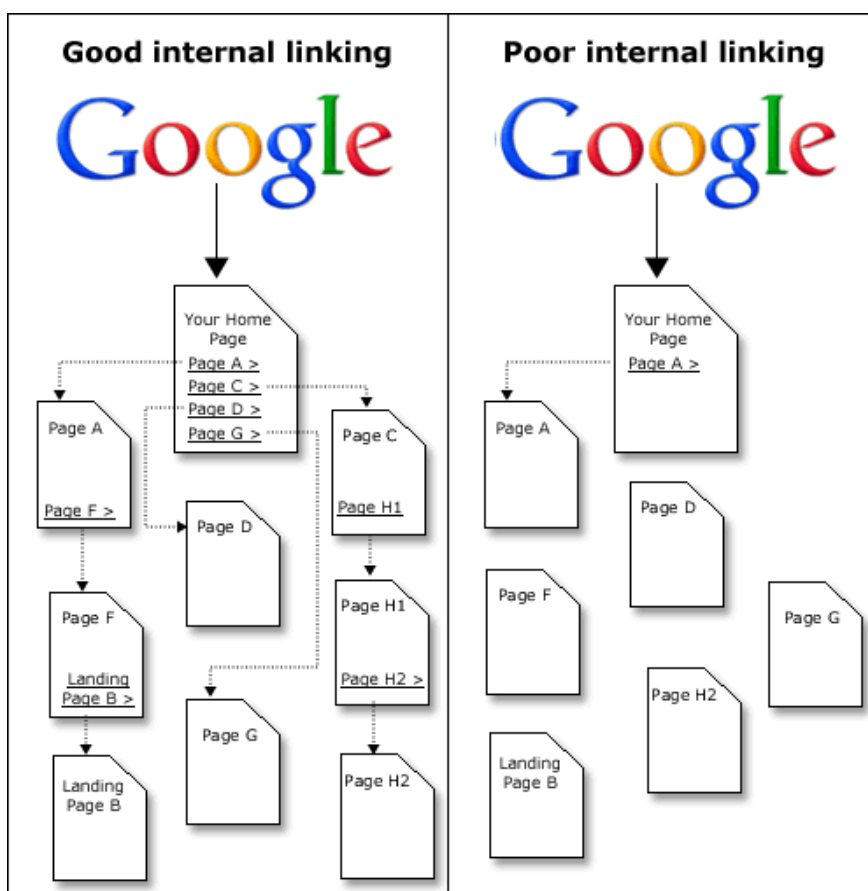 Good internal linking
Google
Your Home
Page
Page A >
Page C >
Page D >
Page G >
Page A
Page F >
Page C
Page H1
Page D
Page F
Landing
Page B >
Page H1
Page H2 >
Page G
Landing
Page B
Page H2
Poor internal linking
Google
Your Home
Page
Page A >
Page A
Page D
Page F
Page G
Page H2
Landing
Page B